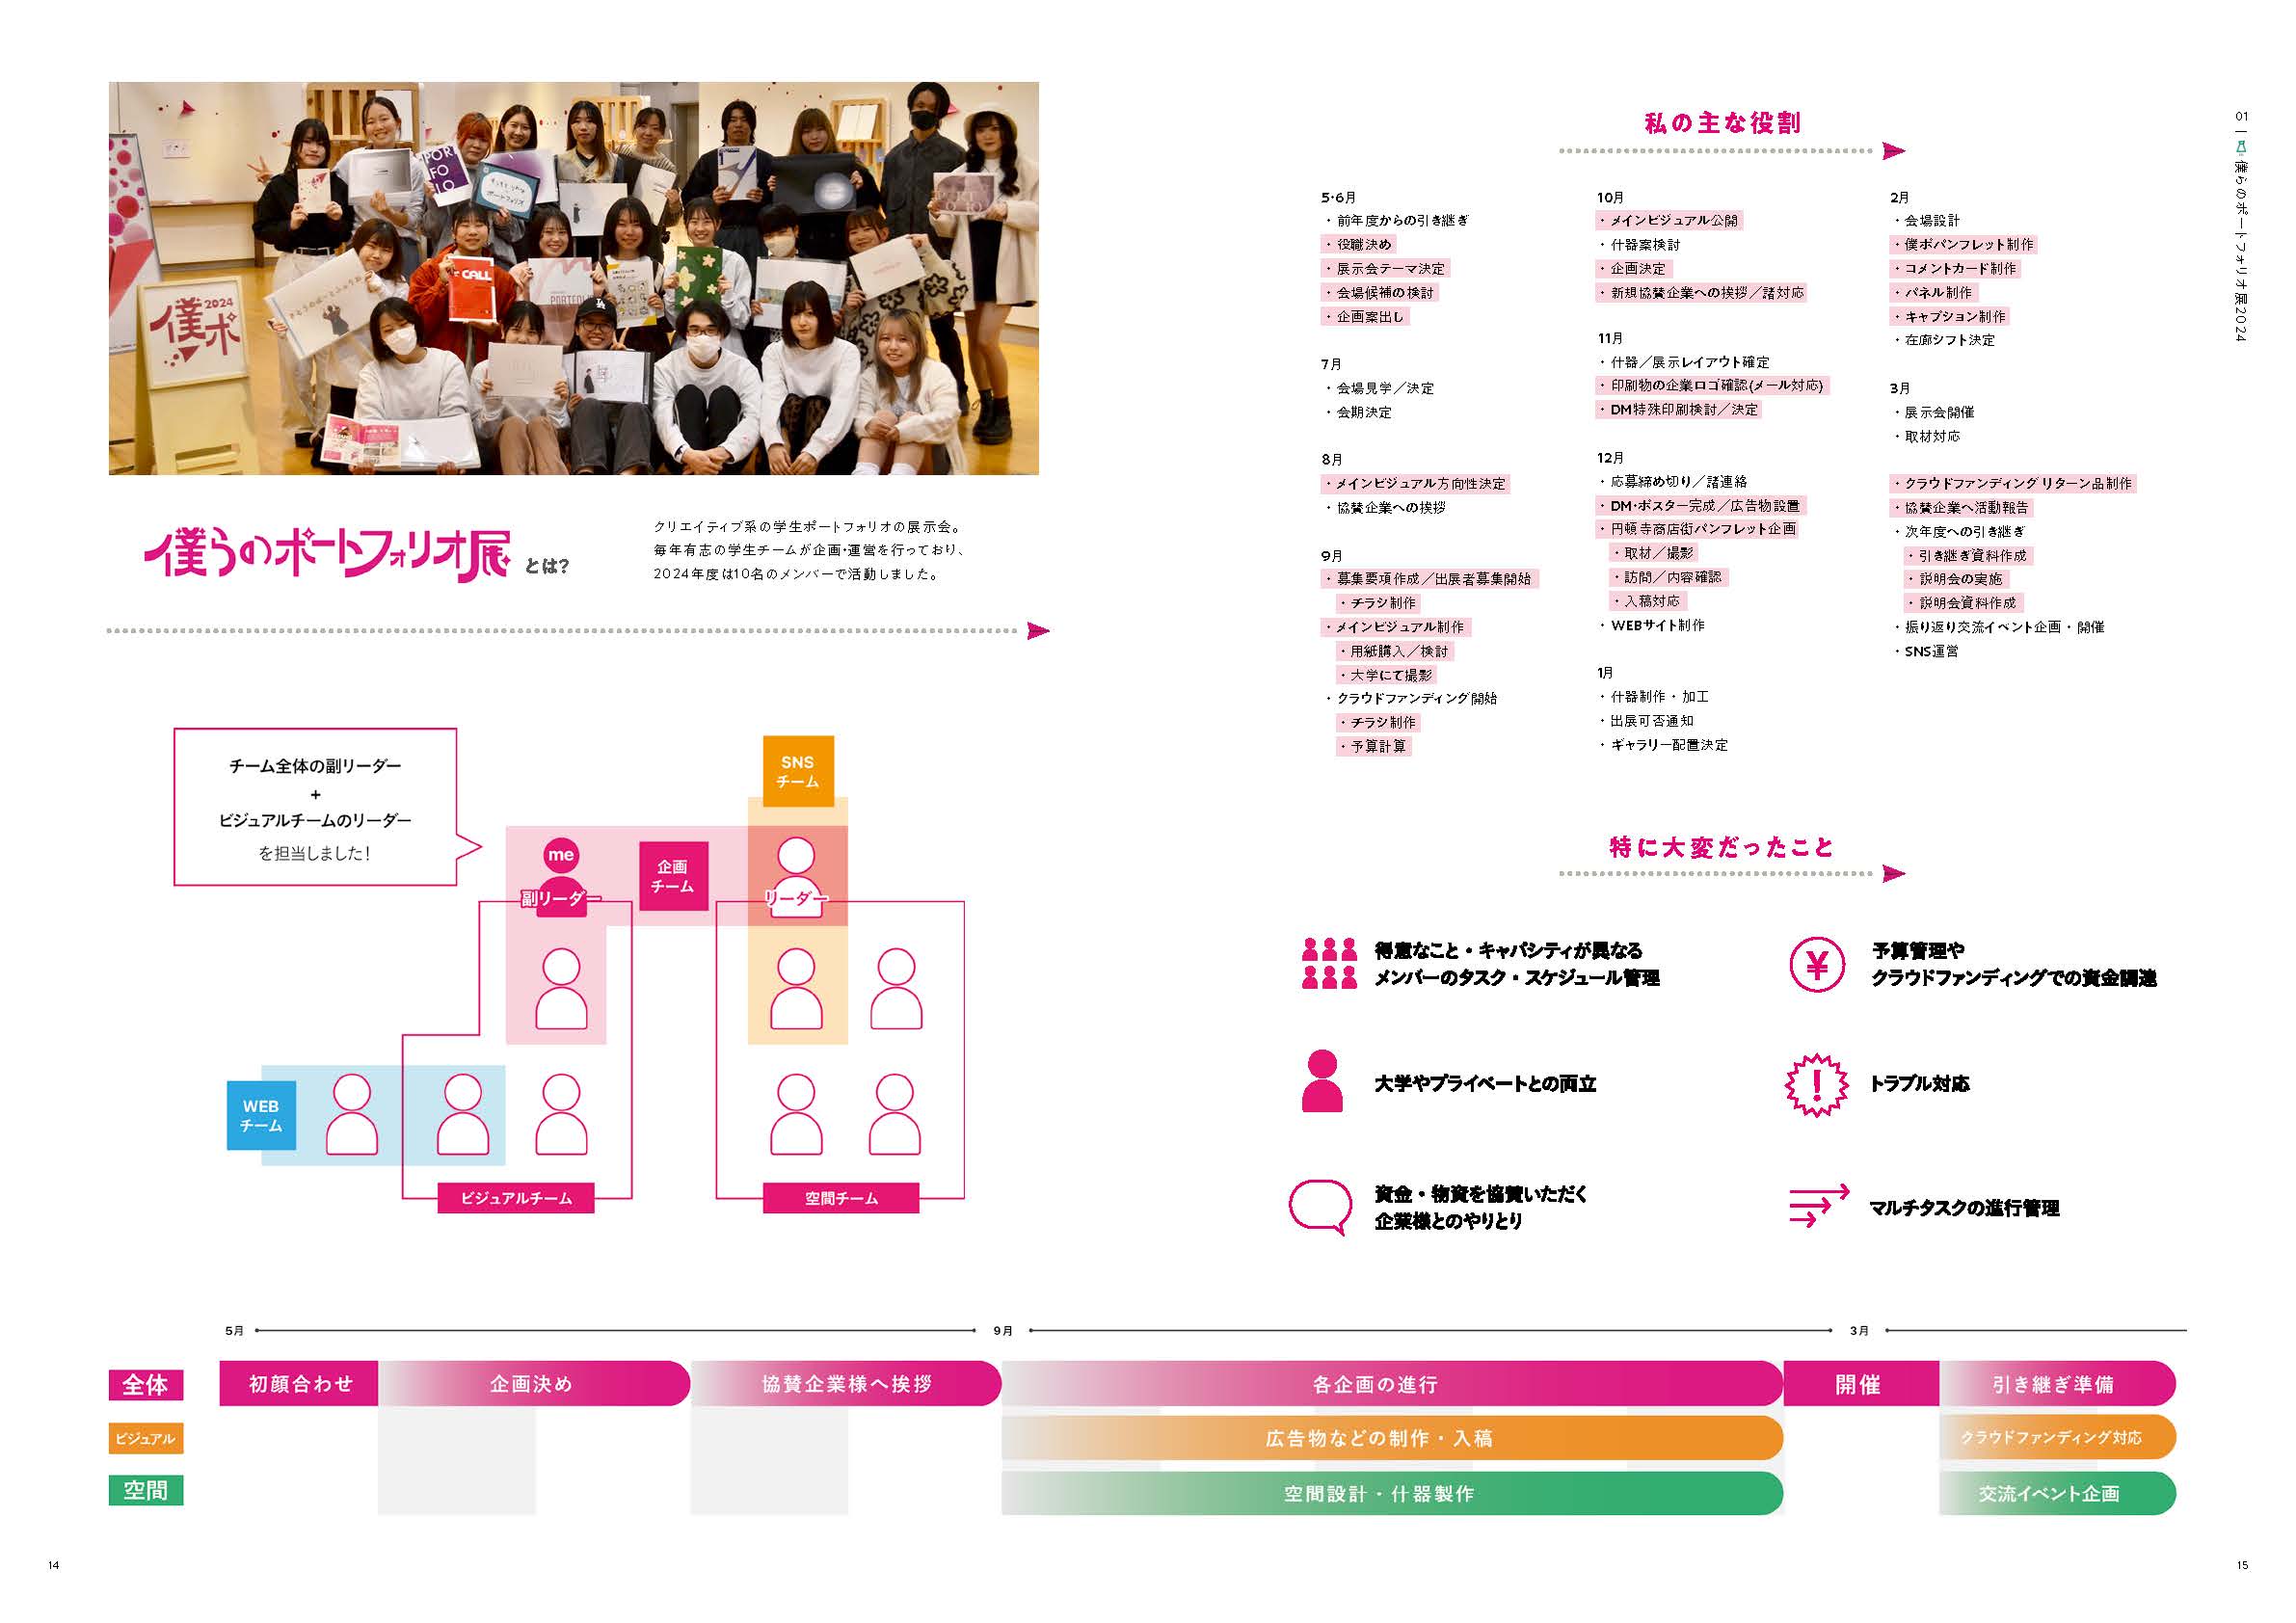 POR
FO
LIO
CALL
PORTFOLIO
2024
僕ポ
僕らのポートフォリオ展 とは?
クリエイティブ系の学生ポートフォリオの展示会。
毎年有志の学生チームが企画・運営を行っており、
2024年度は10名のメンバーで活動しました。
チーム全体の副リーダー
+
ビジュアルチームのリーダー
を担当しました!
SNS
チーム
me
副リーダー
企画
チーム
リーダー
WEB
チーム
ビジュアルチーム
空間チーム
私の主な役割
5・6月
・前年度からの引き継ぎ
・役職決め
・展示会テーマ決定
・会場候補の検討
・企画案出し
7月
・会場見学／決定
・会期決定
8月
・メインビジュアル方向性決定
・協賛企業への挨拶
9月
・募集要項作成／出展者募集開始
・チラシ制作
・メインビジュアル制作
・用紙購入／検討
・大学にて撮影
・クラウドファンディング開始
・チラシ制作
・予算計算
10月
・メインビジュアル公開
・什器案検討
・企画決定
・新規協賛企業への挨拶／諸対応
11月
・什器／展示レイアウト確定
・印刷物の企業ロゴ確認(メール対応)
・DM特殊印刷検討／決定
12月
・応募締め切り／諸連絡
・DM・ポスター完成／広告物設置
・円頓寺商店街パンフレット企画
・取材／撮影
・訪問／内容確認
・入稿対応
・WEBサイト制作
1月
・什器制作・加工
・出展可否通知
・ギャラリー配置決定
2月
・会場設計
・僕ポパンフレット制作
・コメントカード制作
・パネル制作
・キャプション制作
・在廊シフト決定
3月
・展示会開催
・取材対応
・クラウドファンディング リターン品制作
・協賛企業へ活動報告
・次年度への引き継ぎ
・引き継ぎ資料作成
・説明会の実施
・説明会資料作成
・振り返り交流イベント企画・開催
・SNS運営
特に大変だったこと
得意なこと・キャパシティが異なる
メンバーのタスク・スケジュール管理
¥
予算管理や
クラウドファンディングでの資金調達
大学やプライベートとの両立
!
トラブル対応
資金・物資を協賛いただく
企業様とのやりとり
マルチタスクの進行管理
5月
9月
3月
全体
初顔合わせ
企画決め
協賛企業様へ挨拶
各企画の進行
開催
引き継ぎ準備
ビジュアル
広告物などの制作・入稿
クラウドファンディング対応
空間
空間設計・什器製作
交流イベント企画
14
15
01 | 僕らのポートフォリオ展2024